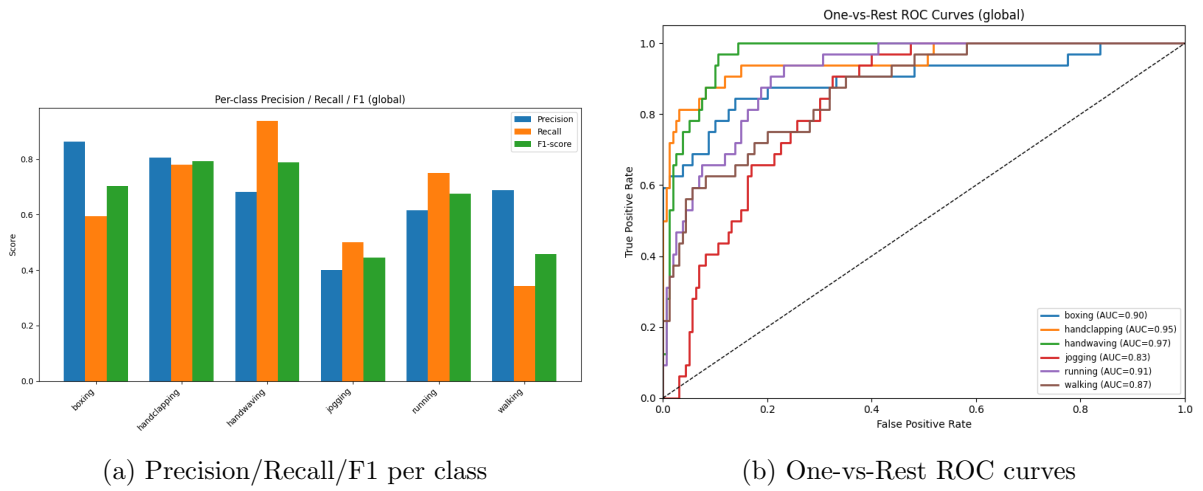 Per-class Precision / Recall / F1 (global)
Precision
Recall
F1-score
Score
0.8
0.6
0.4
0.2
0.0
boxing
handclapping
handwaving
jogging
running
walking
(a) Precision/Recall/F1 per class
One-vs-Rest ROC Curves (global)
True Positive Rate
1.0
0.8
0.6
0.4
0.2
0.0
boxing (AUC=0.90)
handclapping (AUC=0.95)
handwaving (AUC=0.97)
jogging (AUC=0.83)
running (AUC=0.91)
walking (AUC=0.87)
0.0 0.2 0.4 0.6 0.8 1.0
False Positive Rate
(b) One-vs-Rest ROC curves